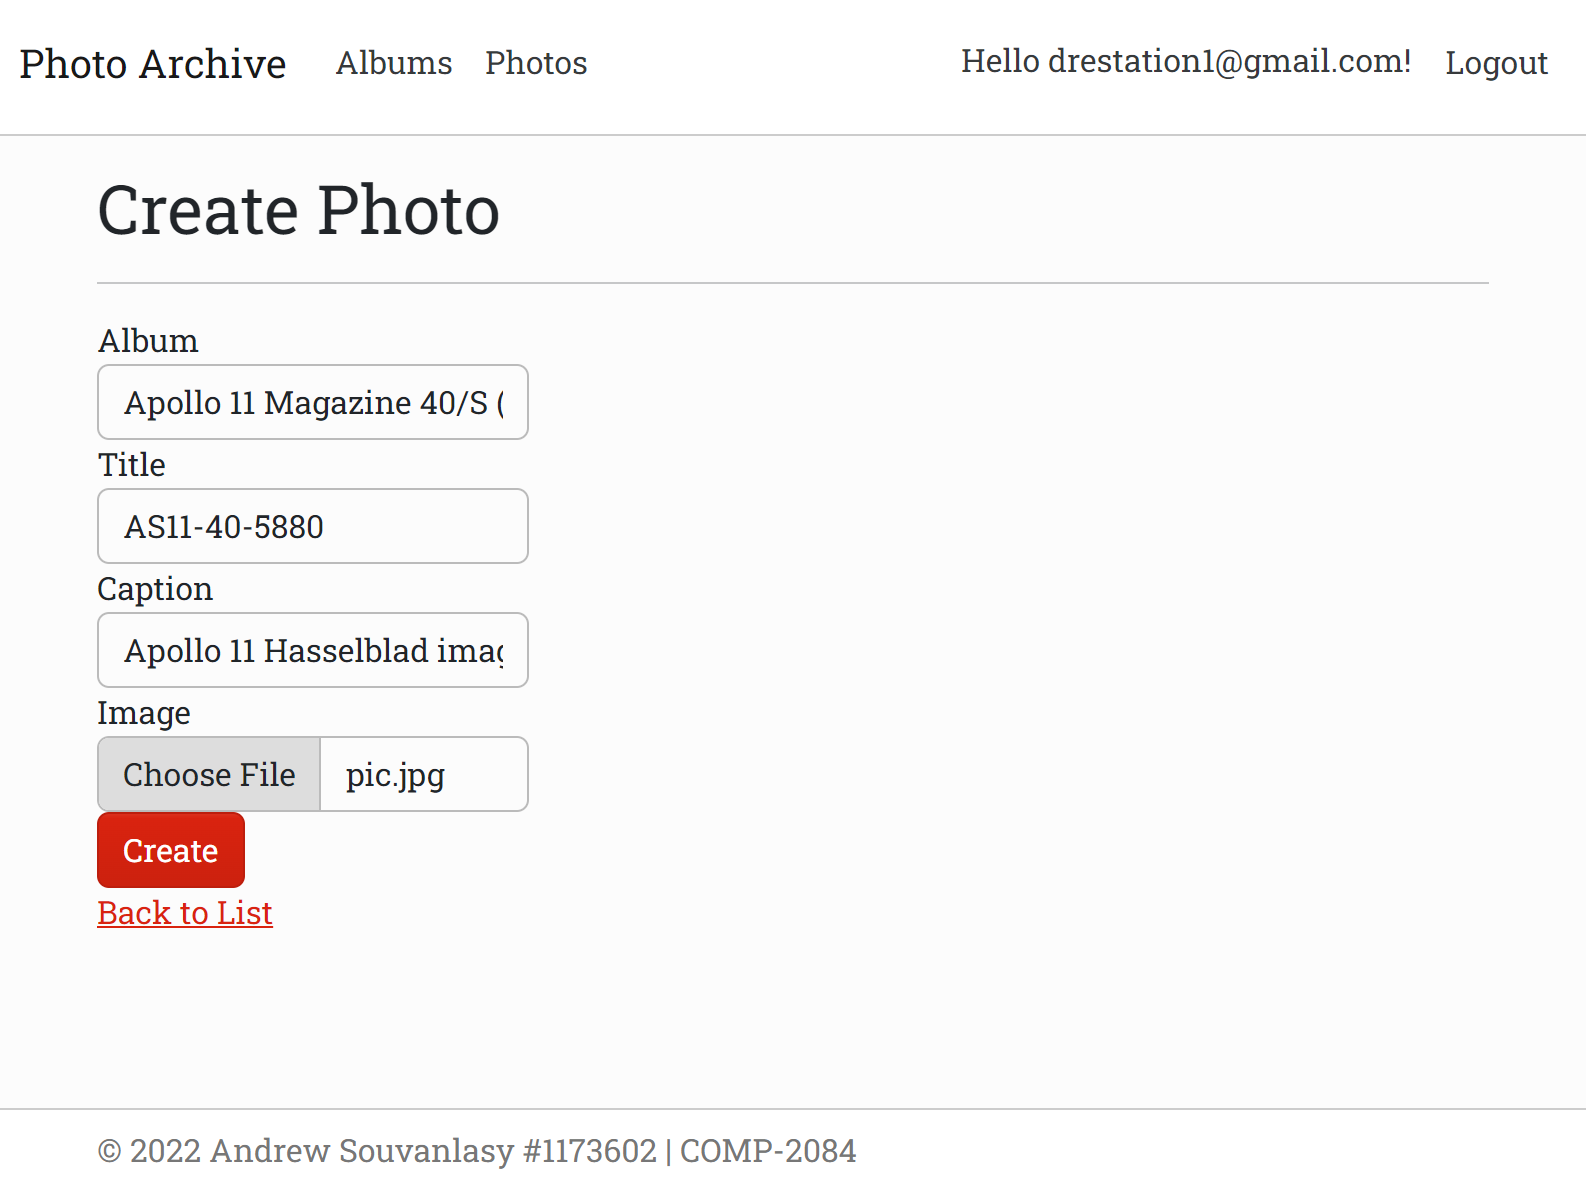 Photo Archive Albums Photos Hello drestation1@gmail.com! Logout
Create Photo
Album
Apollo 11 Magazine 40/S (
Title
AS11-40-5880
Caption
Apollo 11 Hasselblad imag
Image
Choose File pic.jpg
Create
Back to List
© 2022 Andrew Souvanlasy #1173602 | COMP-2084